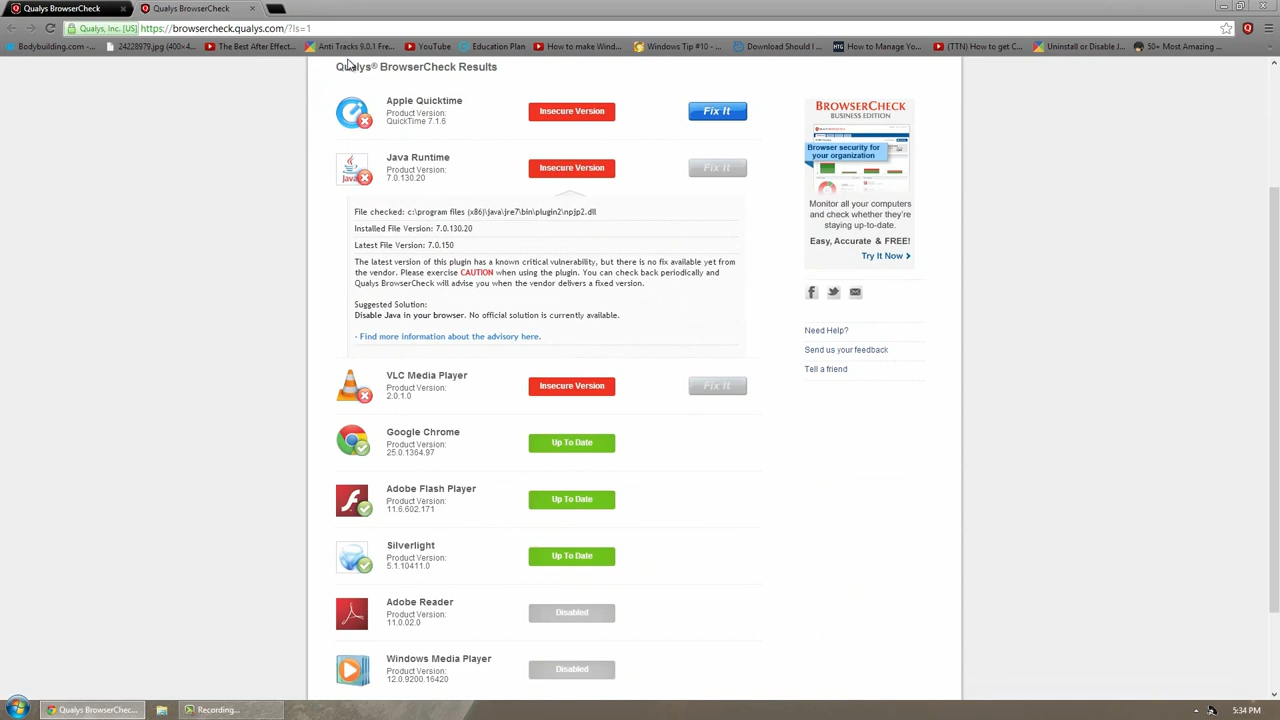 Qualys BrowserCheck
Qualys BrowserCheck
Qualys, Inc. [US] https://browsercheck.qualys.com/?ls=1
Bodybuilding.com -...
24228979.jpg (400×4...
The Best After Effect...
Anti Tracks 9.0.1 Fre...
YouTube
Education Plan
How to make Wind...
Windows Tip #10 - ...
Download Should I ...
How to Manage Yo...
(TTN) How to get C...
Uninstall or Disable J...
50+ Most Amazing ...
Qualys® BrowserCheck Results
Apple Quicktime
Product Version:
QuickTime 7.1.6
Insecure Version
Fix It
Java Runtime
Product Version:
7.0.130.20
Insecure Version
Fix It
File checked: c:\program files (x86)\java\jre7\bin\plugin2\npjp2.dll
Installed File Version: 7.0.130.20
Latest File Version: 7.0.150
The latest version of this plugin has a known critical vulnerability, but there is no fix available yet from
the vendor. Please exercise CAUTION when using the plugin. You can check back periodically and
Qualys BrowserCheck will advise you when the vendor delivers a fixed version.
Suggested Solution:
Disable Java in your browser. No official solution is currently available.
- Find more information about the advisory here.
VLC Media Player
Product Version:
2.0.1.0
Insecure Version
Fix It
Google Chrome
Product Version:
25.0.1364.97
Up To Date
Adobe Flash Player
Product Version:
11.6.602.171
Up To Date
Silverlight
Product Version:
5.1.10411.0
Up To Date
Adobe Reader
Product Version:
11.0.02.0
Disabled
Windows Media Player
Product Version:
12.0.9200.16420
Disabled
BROWSERCHECK
BUSINESS EDITION
Browser security for
your organization
Monitor all your computers
and check whether they're
staying up-to-date.
Easy, Accurate & FREE!
Try It Now
Need Help?
Send us your feedback
Tell a friend
Qualys BrowserChec...
Recording...
5:34 PM